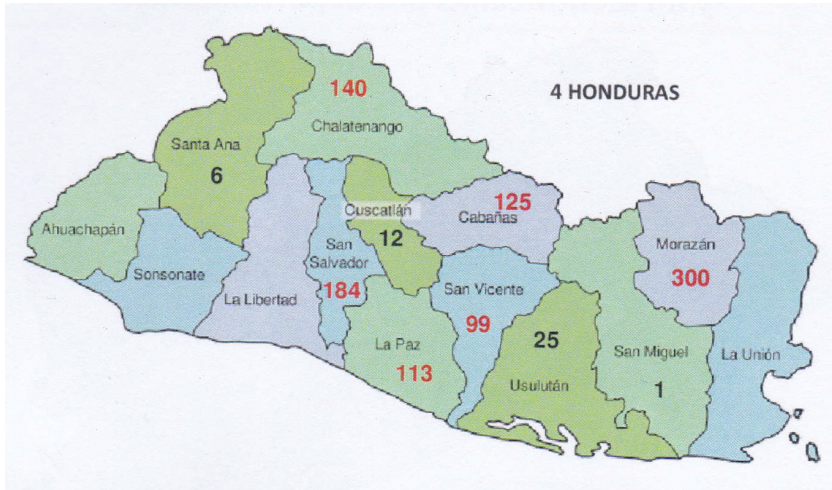 140
4 HONDURAS
Chalatenango
Santa Ana
6
Cuscatlán
12
125
Cabañas
Ahuachapán
Sonsonate
La Libertad
San
Salvador
184
San Vicente
99
Morazán
300
La Paz
113
25
Usulután
San Miguel
1
La Unión